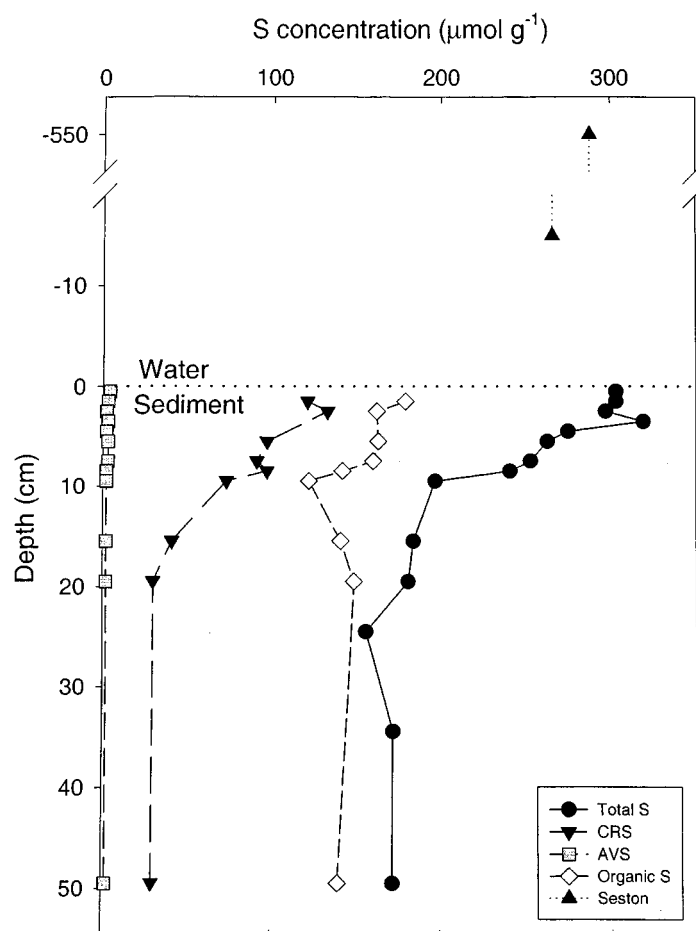 S concentration (μmol g⁻¹)
0 100 200 300
-550
-10
Water
0
Sediment
10
20
30
40
50
Depth (cm)
Total S
CRS
AVS
Organic S
Seston